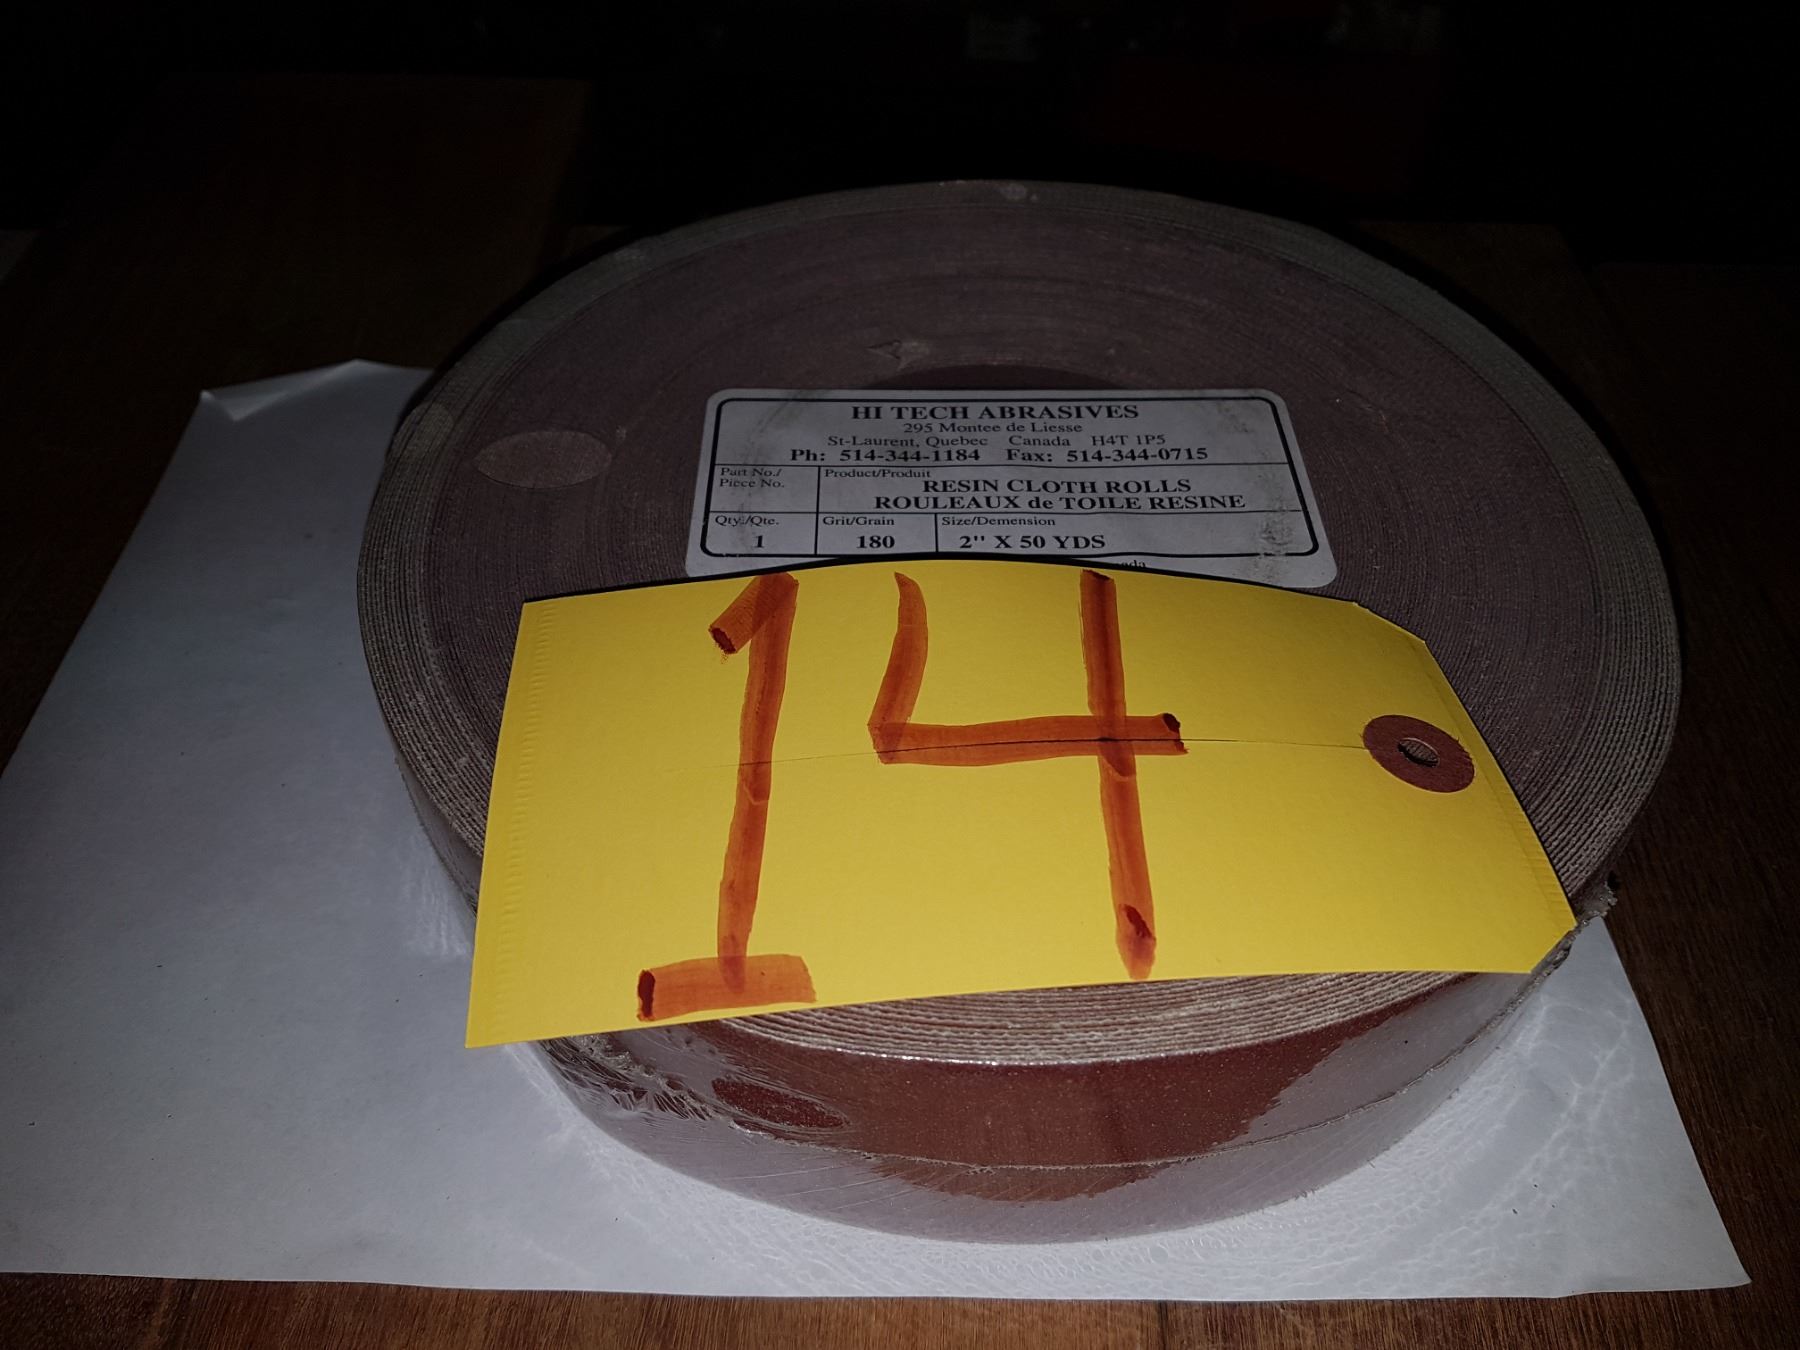 HI TECH ABRASIVES
295 Montee de Liesse
St-Laurent, Quebec Canada H4T 1P5
Ph: 514-344-1184 Fax: 514-344-0715
Part No./
Piece No.
Product/Produit
RESIN CLOTH ROLLS
ROULEAUX de TOILE RESINE
Qty./Qte.
1
Grit/Grain
180
Size/Demension
2" X 50 YDS
14